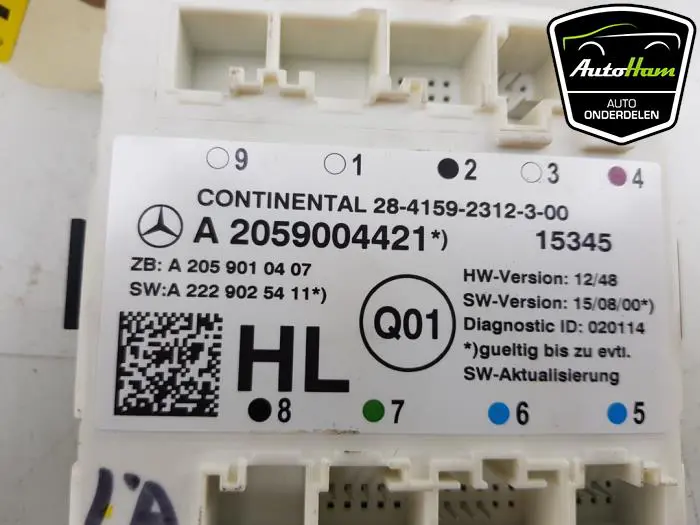 AutoHam
AUTO
ONDERDELEN
9 1 2 3 4
CONTINENTAL 28-4159-2312-3-00
A 2059004421*) 15345
ZB: A 205 901 04 07
SW:A 222 902 54 11*)
HW-Version: 12/48
SW-Version: 15/08/00*)
Diagnostic ID: 020114
*)gueltig bis zu evtl.
SW-Aktualisierung
Q01
HL
8 7 6 5